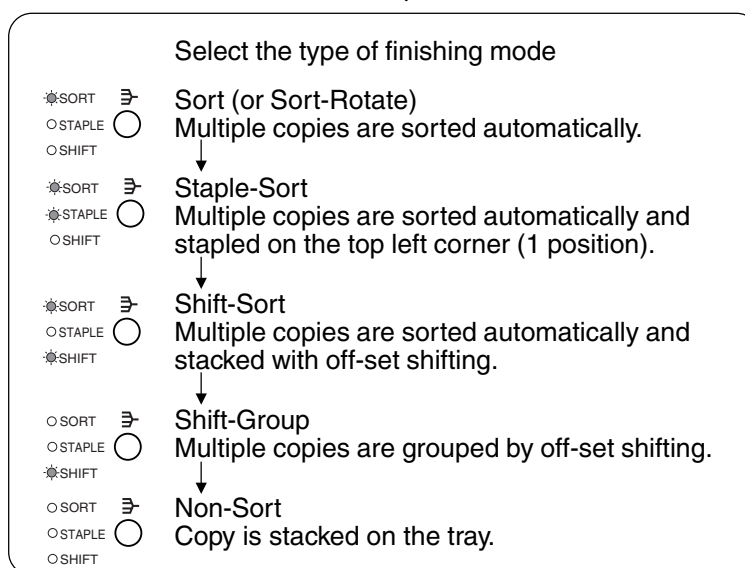 Select the type of finishing mode
SORT
STAPLE
SHIFT
Sort (or Sort-Rotate)
Multiple copies are sorted automatically.
SORT
STAPLE
SHIFT
Staple-Sort
Multiple copies are sorted automatically and
stapled on the top left corner (1 position).
SORT
STAPLE
SHIFT
Shift-Sort
Multiple copies are sorted automatically and
stacked with off-set shifting.
SORT
STAPLE
SHIFT
Shift-Group
Multiple copies are grouped by off-set shifting.
SORT
STAPLE
SHIFT
Non-Sort
Copy is stacked on the tray.